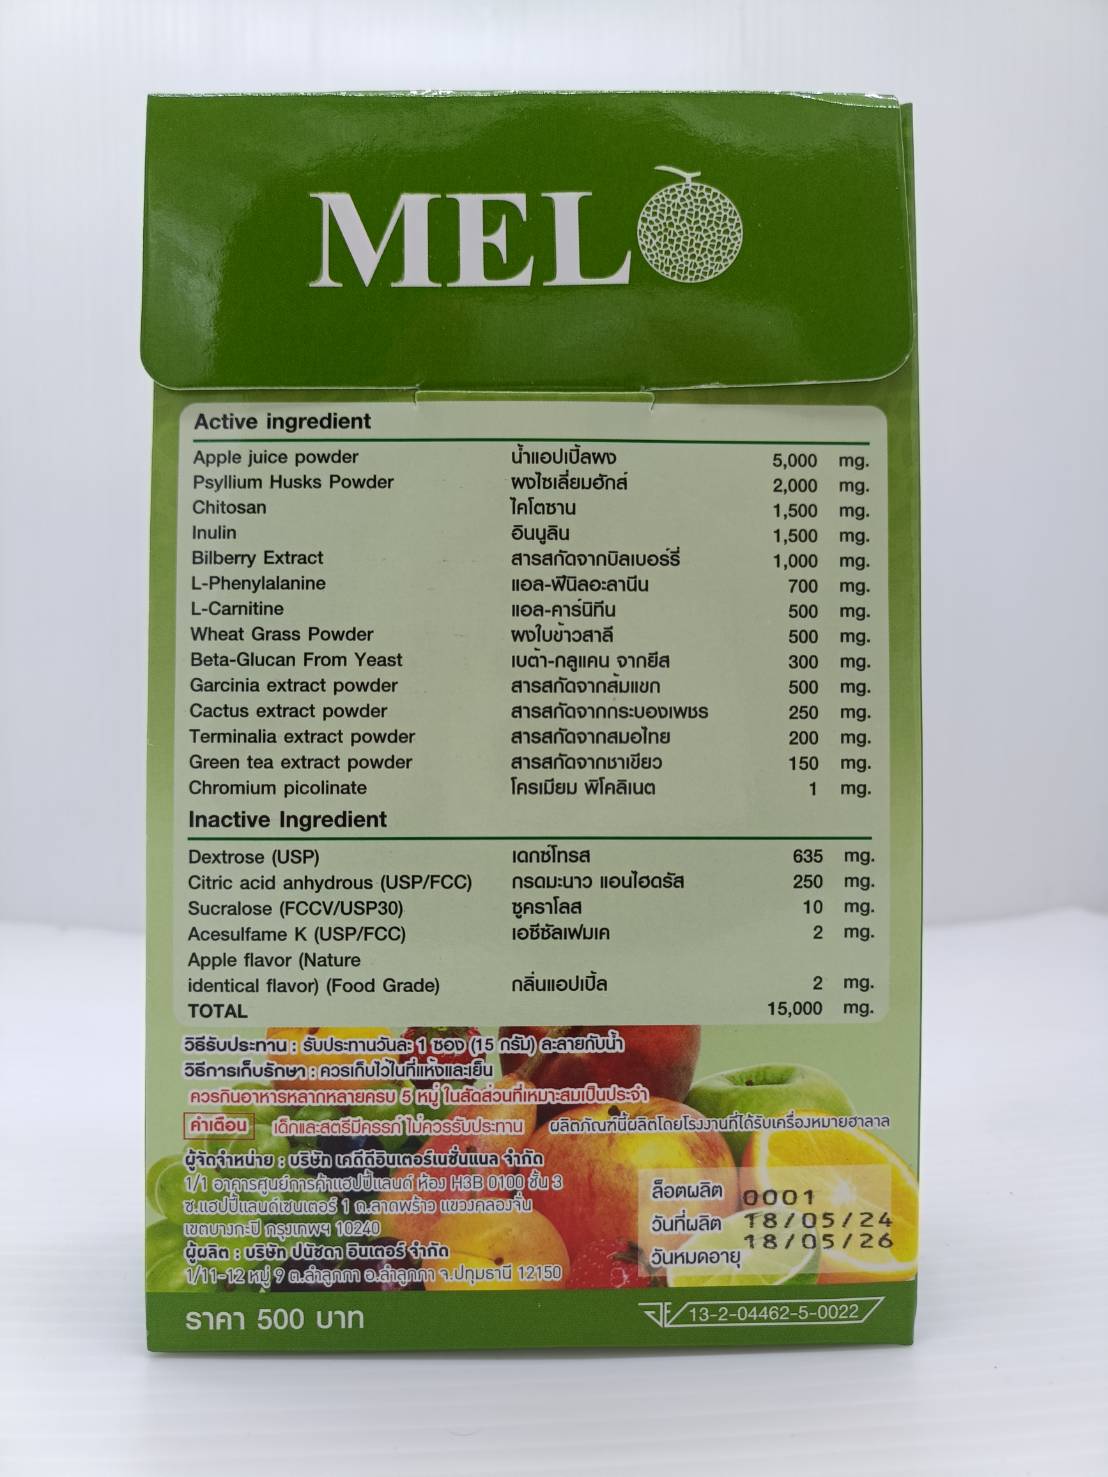 MELO
Active ingredient
Apple juice powder น้ำแอปเปิ้ลผง 5,000 mg.
Psyllium Husks Powder ผงไซเลี่ยมฮักส์ 2,000 mg.
Chitosan ไคโตซาน 1,500 mg.
Inulin อินนูลิน 1,500 mg.
Bilberry Extract สารสกัดจากบิลเบอร์รี่ 1,000 mg.
L-Phenylalanine แอล-ฟีนิลอะลานีน 700 mg.
L-Carnitine แอล-คาร์นิทีน 500 mg.
Wheat Grass Powder ผงใบข้าวสาลี 500 mg.
Beta-Glucan From Yeast เบต้า-กลูแคน จากยีส 300 mg.
Garcinia extract powder สารสกัดจากส้มแขก 500 mg.
Cactus extract powder สารสกัดจากกระบองเพชร 250 mg.
Terminalia extract powder สารสกัดจากสมอไทย 200 mg.
Green tea extract powder สารสกัดจากชาเขียว 150 mg.
Chromium picolinate โครเมียม พิโคลิเนต 1 mg.
Inactive Ingredient
Dextrose (USP) เดกซ์โทรส 635 mg.
Citric acid anhydrous (USP/FCC) กรดมะนาว แอนไฮดรัส 250 mg.
Sucralose (FCCV/USP30) ซูคราโลส 10 mg.
Acesulfame K (USP/FCC) เอซีซัลเฟมเค 2 mg.
Apple flavor (Nature
identical flavor) (Food Grade) กลิ่นแอปเปิ้ล 2 mg.
TOTAL 15,000 mg.
วิธีรับประทาน : รับประทานวันละ 1 ซอง (15 กรัม) ละลายกับน้ำ
วิธีการเก็บรักษา : ควรเก็บไว้ในที่แห้งและเย็น
ควรกินอาหารหลากหลายครบ 5 หมู่ ในสัดส่วนที่เหมาะสมเป็นประจำ
คำเตือน เด็กและสตรีมีครรภ์ ไม่ควรรับประทาน ผลิตภัณฑ์นี้ผลิตโดยโรงงานที่ได้รับเครื่องหมายฮาลาล
ผู้จัดจำหน่าย : บริษัท เคดีดีอินเตอร์เนชั่นแนล จำกัด
1/1 อาคารศูนย์การค้าแฮปปี้แลนด์ ห้อง H3B 0100 ชั้น 3
ซ.แฮปปี้แลนด์เซนเตอร์ 1 ถ.ลาดพร้าว แขวงคลองจั่น
เขตบางกะปิ กรุงเทพฯ 10240
ผู้ผลิต : บริษัท ปนัชดา อินเตอร์ จำกัด
1/11-12 หมู่ 9 ต.ลำลูกกา อ.ลำลูกกา จ.ปทุมธานี 12150
ล็อตผลิต 0001
วันที่ผลิต 18/05/24
วันหมดอายุ 18/05/26
ราคา 500 บาท
อย 13-2-04462-5-0022